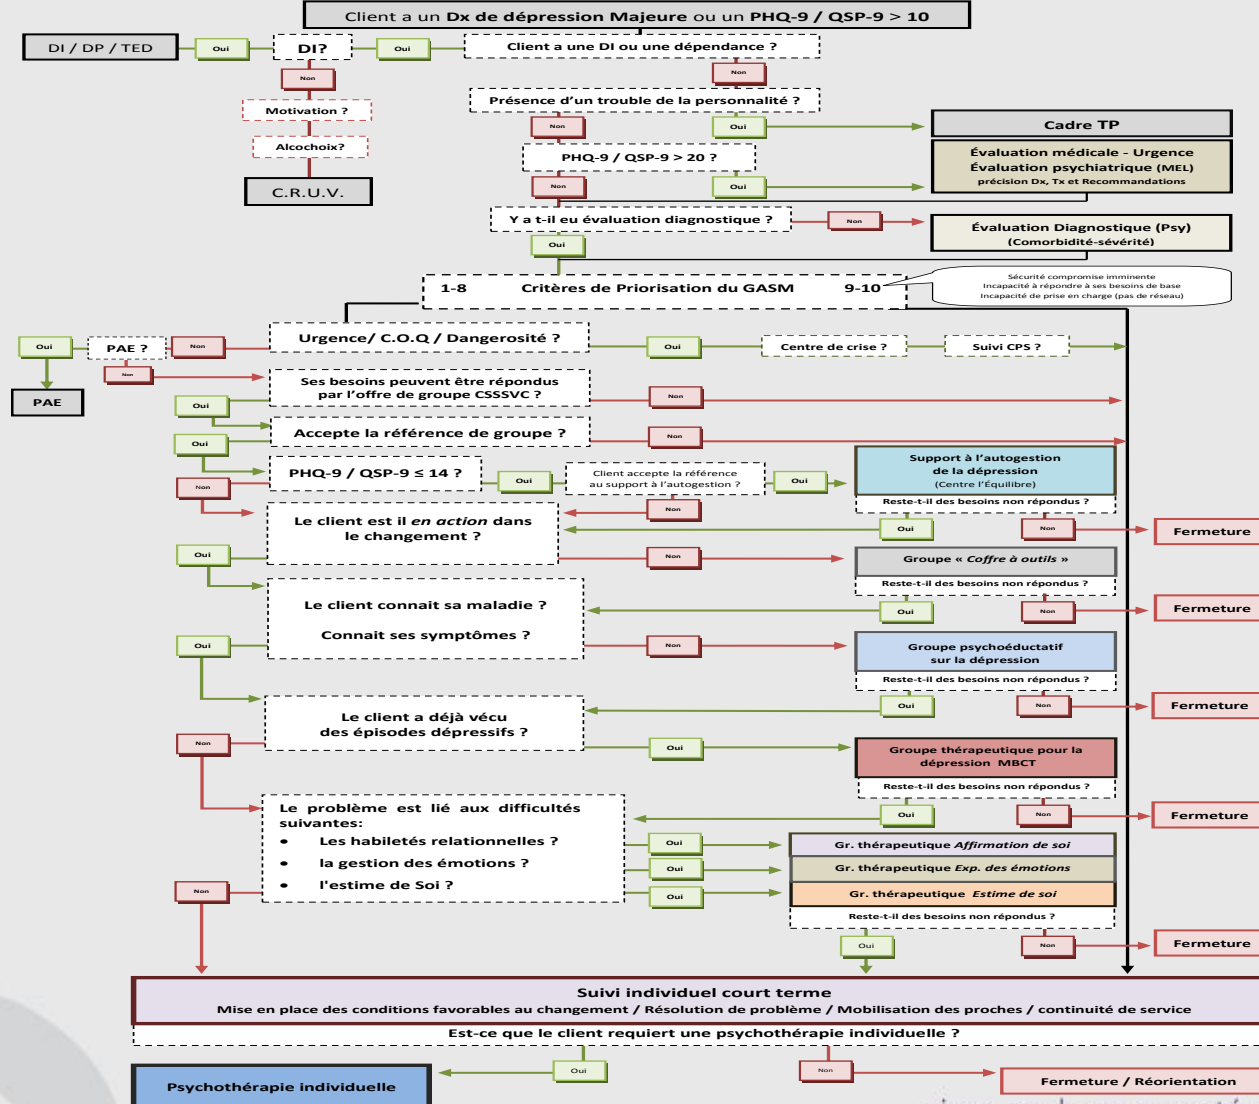 Client a un Dx de dépression Majeure ou un PHQ-9 / QSP-9 > 10
DI / DP / TED
Oui
DI?
Oui
Client a une DI ou une dépendance ?
Non
Non
Motivation ?
Présence d'un trouble de la personnalité ?
Non
Oui
Cadre TP
Alcochoix?
PHQ-9 / QSP-9 > 20 ?
Évaluation médicale - Urgence
Évaluation psychiatrique (MEL)
précision Dx, Tx et Recommandations
C.R.U.V.
Non
Oui
Y a t-il eu évaluation diagnostique ?
Non
Évaluation Diagnostique (Psy)
(Comorbidité-sévérité)
Oui
1-8 Critères de Priorisation du GASM 9-10
Sécurité compromise imminente
Incapacité à répondre à ses besoins de base
Incapacité de prise en charge (pas de réseau)
Oui
PAE ?
Non
Urgence/ C.O.Q / Dangerosité ?
Oui
Centre de crise ?
Suivi CPS ?
Non
PAE
Ses besoins peuvent être répondus
par l'offre de groupe CSSSVC ?
Non
Oui
Accepte la référence de groupe ?
Non
Oui
PHQ-9 / QSP-9 ≤ 14 ?
Oui
Client accepte la référence
au support à l'autogestion ?
Oui
Support à l'autogestion
de la dépression
(Centre l'Équilibre)
Reste-t-il des besoins non répondus ?
Non
Non
Le client est il en action dans
le changement ?
Oui
Non
Fermeture
Oui
Non
Groupe « Coffre à outils »
Reste-t-il des besoins non répondus ?
Le client connait sa maladie ?
Connait ses symptômes ?
Oui
Non
Fermeture
Oui
Non
Groupe psychoéductatif
sur la dépression
Reste-t-il des besoins non répondus ?
Oui
Non
Fermeture
Le client a déjà vécu
des épisodes dépressifs ?
Non
Oui
Groupe thérapeutique pour la
dépression MBCT
Reste-t-il des besoins non répondus ?
Oui
Non
Fermeture
Le problème est lié aux difficultés
suivantes:
• Les habiletés relationnelles ?
• la gestion des émotions ?
• l'estime de Soi ?
Oui
Gr. thérapeutique Affirmation de soi
Oui
Gr. thérapeutique Exp. des émotions
Non
Oui
Gr. thérapeutique Estime de soi
Reste-t-il des besoins non répondus ?
Oui
Non
Fermeture
Suivi individuel court terme
Mise en place des conditions favorables au changement / Résolution de problème / Mobilisation des proches / continuité de service
Est-ce que le client requiert une psychothérapie individuelle ?
Oui
Non
Psychothérapie individuelle
Fermeture / Réorientation